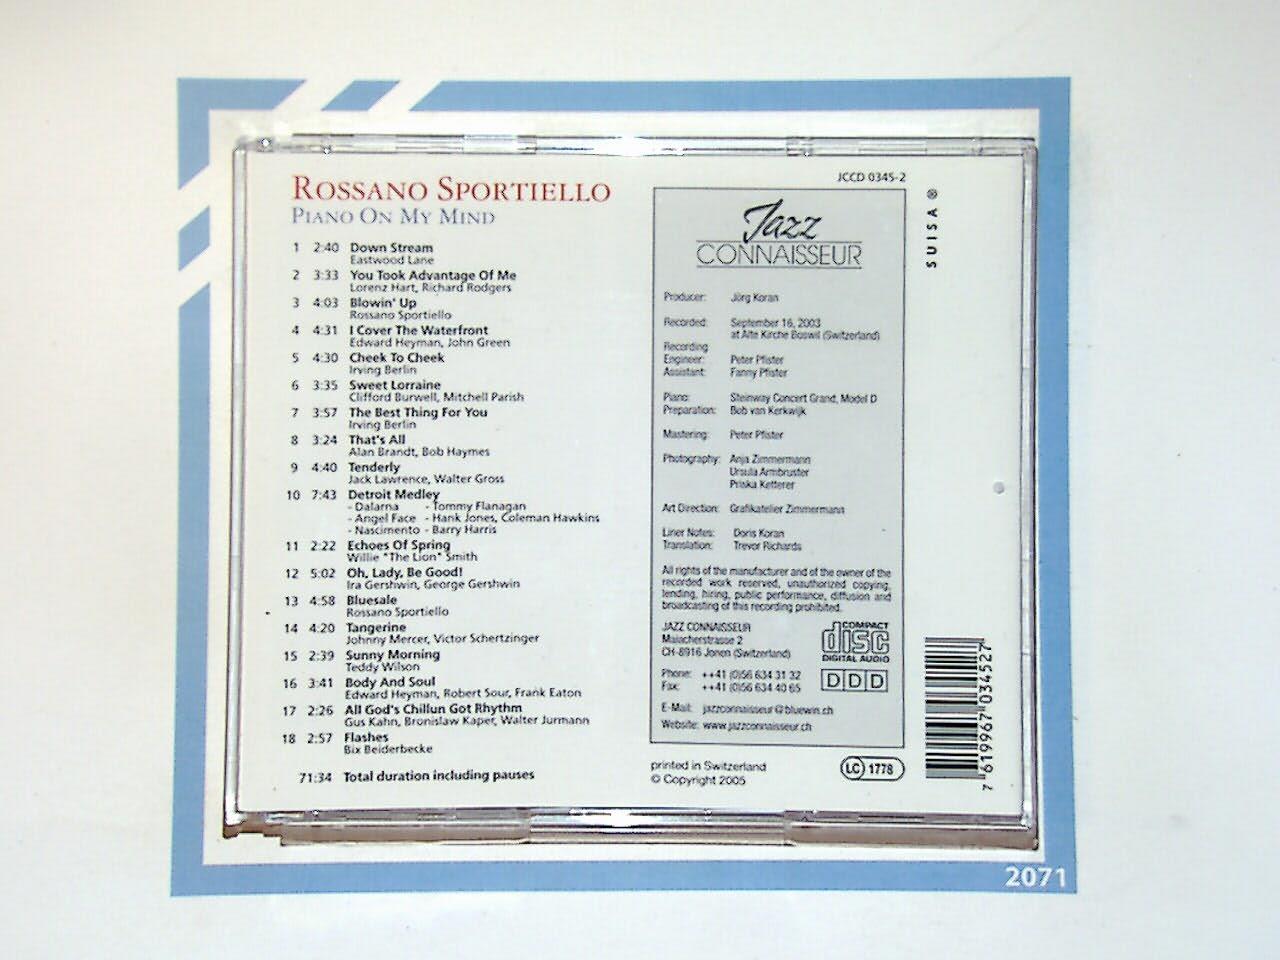 ROSSANO SPORTIELLO
PIANO ON MY MIND
1 2:40 Down Stream
Eastwood Lane
2 3:33 You Took Advantage Of Me
Lorenz Hart, Richard Rodgers
3 4:03 Blowin' Up
Rossano Sportiello
4 4:31 I Cover The Waterfront
Edward Heyman, John Green
5 4:30 Cheek To Cheek
Irving Berlin
6 3:35 Sweet Lorraine
Clifford Burwell, Mitchell Parish
7 3:57 The Best Thing For You
Irving Berlin
8 3:24 That's All
Alan Brandt, Bob Haymes
9 4:40 Tenderly
Jack Lawrence, Walter Gross
10 7:43 Detroit Medley
- Dalarna - Tommy Flanagan
- Angel Face - Hank Jones, Coleman Hawkins
- Nascimento - Barry Harris
11 2:22 Echoes Of Spring
Willie "The Lion" Smith
12 5:02 Oh, Lady, Be Good!
Ira Gershwin, George Gershwin
13 4:58 Bluesale
Rossano Sportiello
14 4:20 Tangerine
Johnny Mercer, Victor Schertzinger
15 2:39 Sunny Morning
Teddy Wilson
16 3:41 Body And Soul
Edward Heyman, Robert Sour, Frank Eaton
17 2:26 All God's Chillun Got Rhythm
Gus Kahn, Bronislaw Kaper, Walter Jurmann
18 2:57 Flashes
Bix Beiderbecke
71:34 Total duration including pauses
JCCD 0345-2
Jazz
CONNAISSEUR
Producer: Jörg Koran
Recorded: September 16, 2003
at Alte Kirche Boswil (Switzerland)
Recording
Engineer: Peter Pfister
Assistant: Fanny Pfister
Piano: Steinway Concert Grand, Model D
Preparation: Bob van Kerkwijk
Mastering: Peter Pfister
Photography: Anja Zimmermann
Ursula Armbruster
Priska Ketterer
Art Direction: Grafikatelier Zimmermann
Liner Notes: Doris Koran
Translation: Trevor Richards
All rights of the manufacturer and of the owner of the
recorded work reserved, unauthorized copying,
lending, hiring, public performance, diffusion and
broadcasting of this recording prohibited.
JAZZ CONNAISSEUR
Maiacherstrasse 2
CH-8916 Jonen (Switzerland)
Phone: ++41 (0)56 634 31 32
Fax: ++41 (0)56 634 40 65
E-Mail: jazzconnaisseur@bluewin.ch
Website: www.jazzconnaisseur.ch
COMPACT
disc
DIGITAL AUDIO
DDD
printed in Switzerland
© Copyright 2005
LC 1778
SUISA®
7 619967 034527
2071